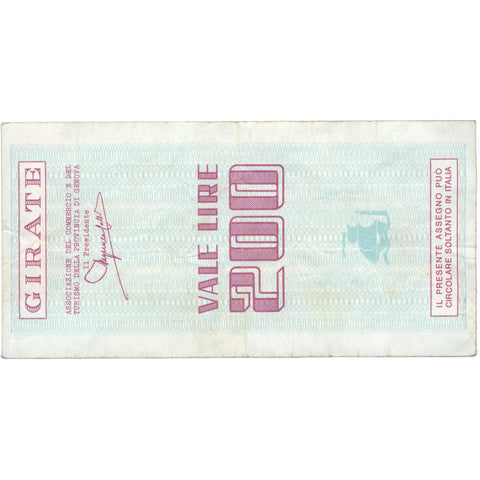 GIRATE
ASSOCIAZIONE DEL COMMERCIO E DEL
TURISMO DELLA PROVINCIA DI GENOVA
Il Presidente
VALE LIRE
200
IL PRESENTE ASSEGNO PUÒ
CIRCOLARE SOLTANTO IN ITALIA